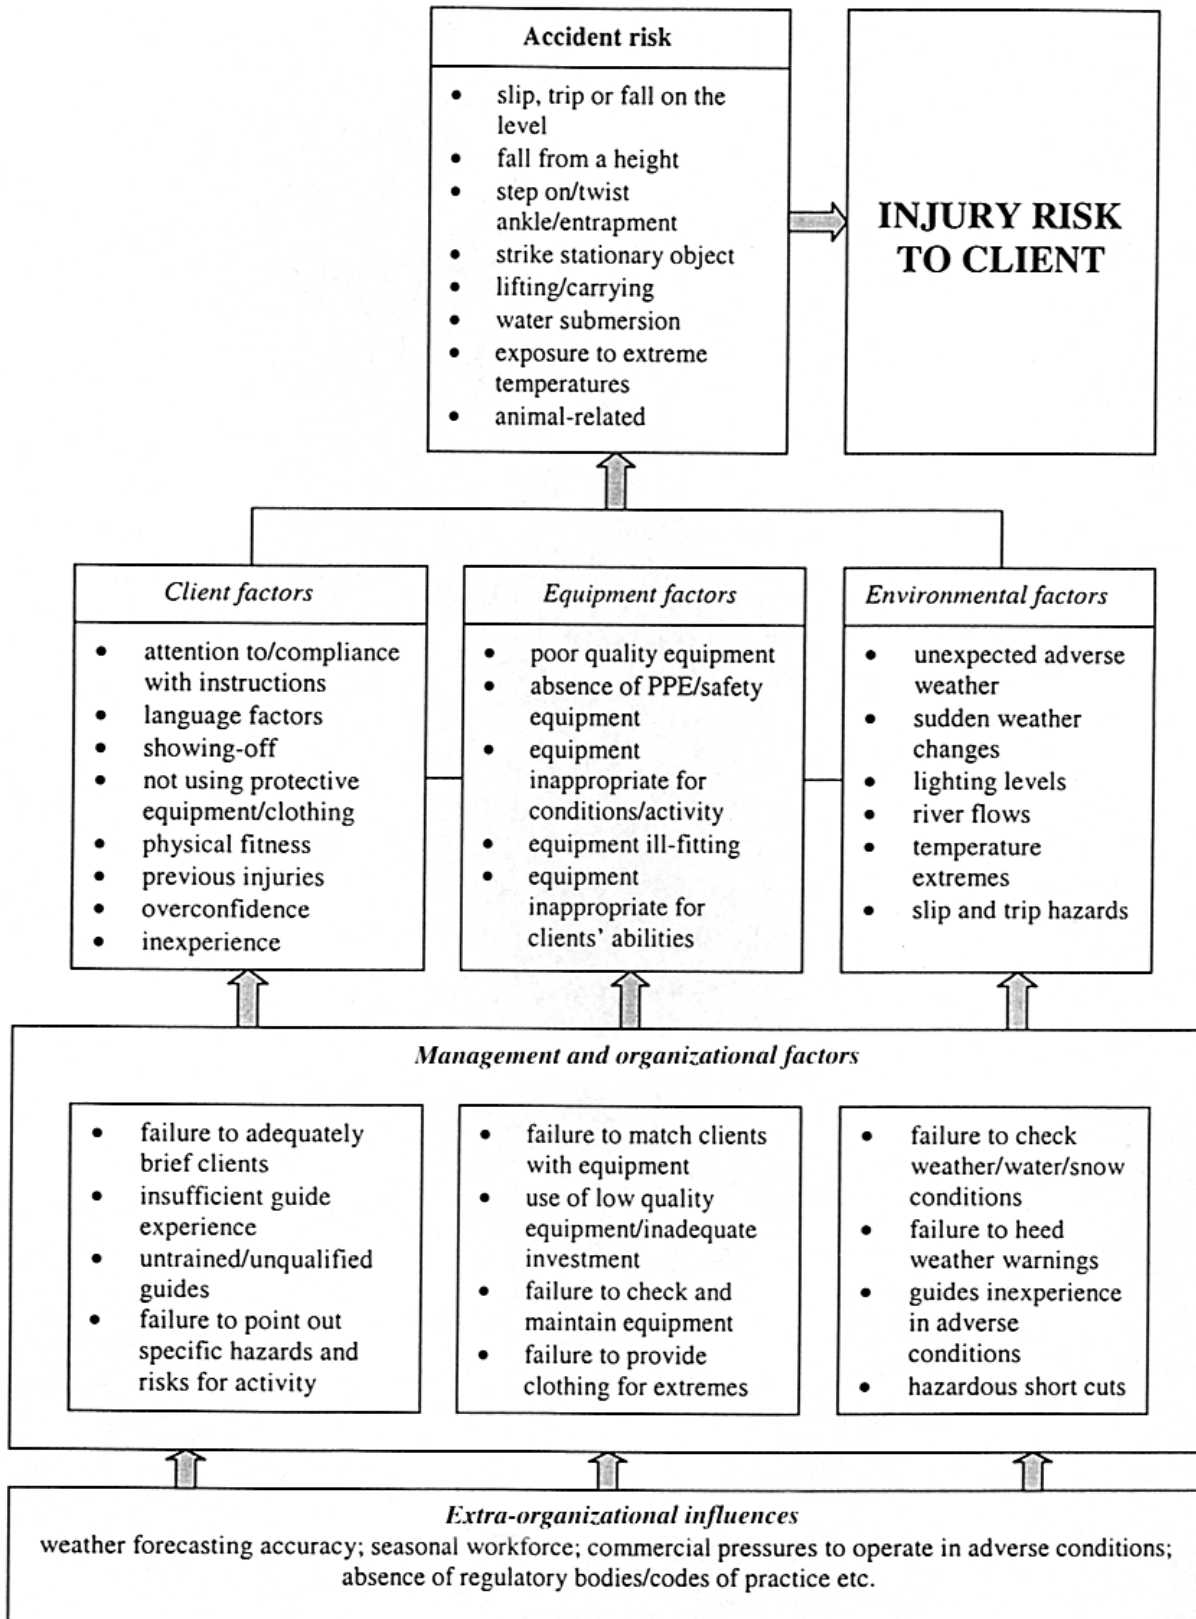 Accident risk
• slip, trip or fall on the
level
• fall from a height
• step on/twist
ankle/entrapment
• strike stationary object
• lifting/carrying
• water submersion
• exposure to extreme
temperatures
• animal-related
INJURY RISK
TO CLIENT
Client factors
• attention to/compliance
with instructions
• language factors
• showing-off
• not using protective
equipment/clothing
• physical fitness
• previous injuries
• overconfidence
• inexperience
Equipment factors
• poor quality equipment
• absence of PPE/safety
equipment
• equipment
inappropriate for
conditions/activity
• equipment ill-fitting
• equipment
inappropriate for
clients’ abilities
Environmental factors
• unexpected adverse
weather
• sudden weather
changes
• lighting levels
• river flows
• temperature
extremes
• slip and trip hazards
Management and organizational factors
• failure to adequately
brief clients
• insufficient guide
experience
• untrained/unqualified
guides
• failure to point out
specific hazards and
risks for activity
• failure to match clients
with equipment
• use of low quality
equipment/inadequate
investment
• failure to check and
maintain equipment
• failure to provide
clothing for extremes
• failure to check
weather/water/snow
conditions
• failure to heed
weather warnings
• guides inexperience
in adverse
conditions
• hazardous short cuts
Extra-organizational influences
weather forecasting accuracy; seasonal workforce; commercial pressures to operate in adverse conditions;
absence of regulatory bodies/codes of practice etc.